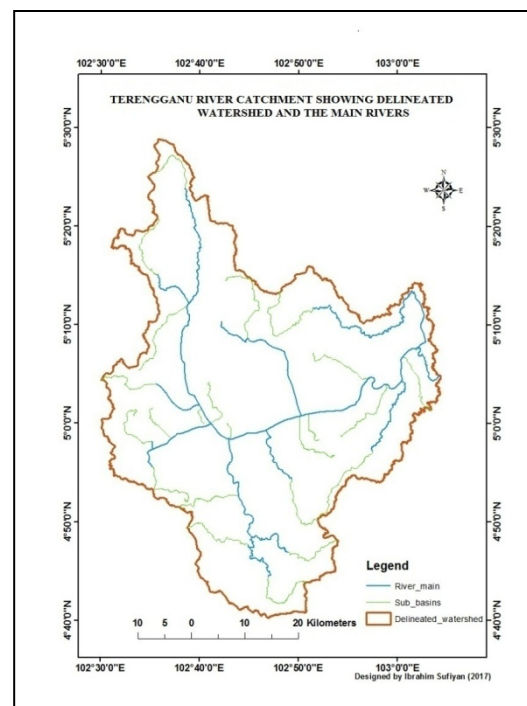 102°30'0"E 102°40'0"E 102°50'0"E 103°0'0"E
TERENGGANU RIVER CATCHMENT SHOWING DELINEATED
WATERSHED AND THE MAIN RIVERS
N
W E
S
5°30'0"N 5°30'0"N
5°20'0"N 5°20'0"N
5°10'0"N 5°10'0"N
5°0'0"N 5°0'0"N
4°50'0"N 4°50'0"N
4°40'0"N 4°40'0"N
Legend
River_main
Sub_basins
Delineated_watershed
10 5 0 10 20 Kilometers
102°30'0"E 102°40'0"E 102°50'0"E 103°0'0"E
Designed by Ibrahim Sufiyan (2017)